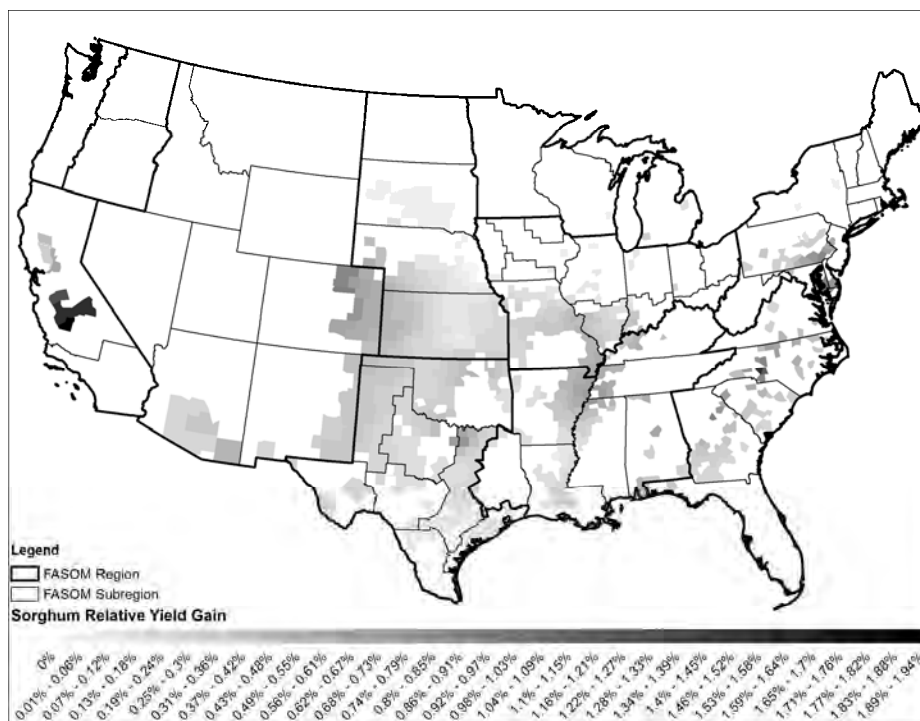 Legend
FASOM Region
FASOM Subregion
Sorghum Relative Yield Gain
0%
0.01% - 0.06%
0.07% - 0.12%
0.13% - 0.18%
0.19% - 0.24%
0.25% - 0.3%
0.31% - 0.36%
0.37% - 0.42%
0.43% - 0.48%
0.49% - 0.55%
0.56% - 0.61%
0.62% - 0.67%
0.68% - 0.73%
0.74% - 0.79%
0.8% - 0.85%
0.86% - 0.91%
0.92% - 0.97%
0.98% - 1.03%
1.04% - 1.09%
1.1% - 1.15%
1.16% - 1.21%
1.22% - 1.27%
1.28% - 1.33%
1.34% - 1.39%
1.4% - 1.45%
1.46% - 1.52%
1.53% - 1.58%
1.59% - 1.64%
1.65% - 1.7%
1.71% - 1.76%
1.77% - 1.82%
1.83% - 1.88%
1.89% - 1.94%